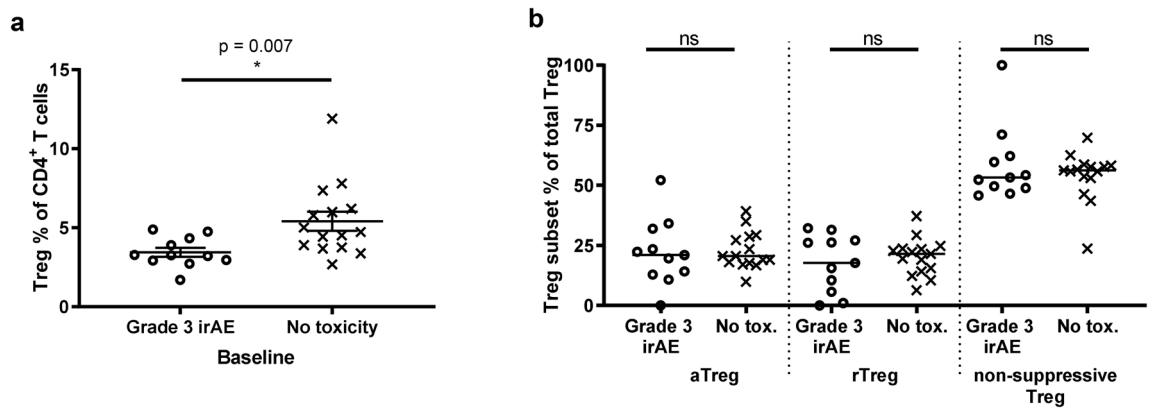 a
p = 0.007
*
Treg % of CD4⁺ T cells
15
10
5
0
Grade 3 irAE
No toxicity
Baseline
b
ns
ns
ns
Treg subset % of total Treg
100
75
50
25
0
Grade 3
irAE
No tox.
Grade 3
irAE
No tox.
Grade 3
irAE
No tox.
aTreg
rTreg
non-suppressive
Treg